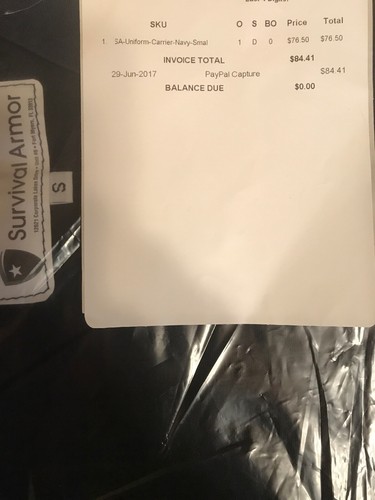 SKU O S BO Price Total
1. SA-Uniform-Carrier-Navy-Smal 1 D 0 $76.50 $76.50
INVOICE TOTAL $84.41
29-Jun-2017 PayPal Capture $84.41
BALANCE DUE $0.00
Survival Armor
S